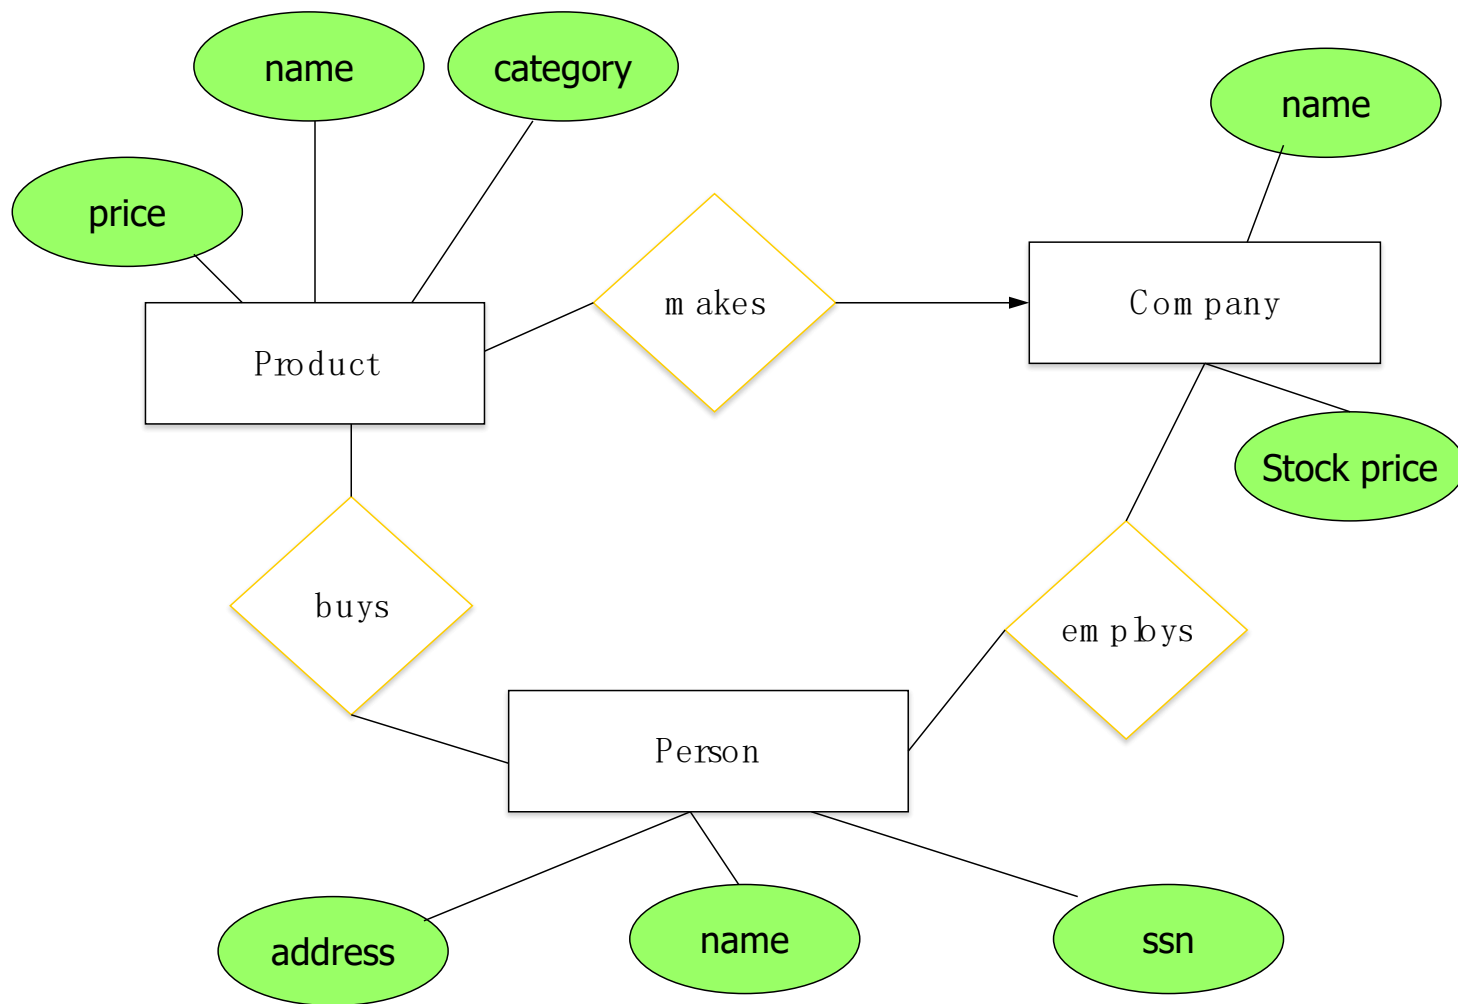 name
category
name
price
makes
Company
Product
Stock price
buys
employs
Person
address
name
ssn